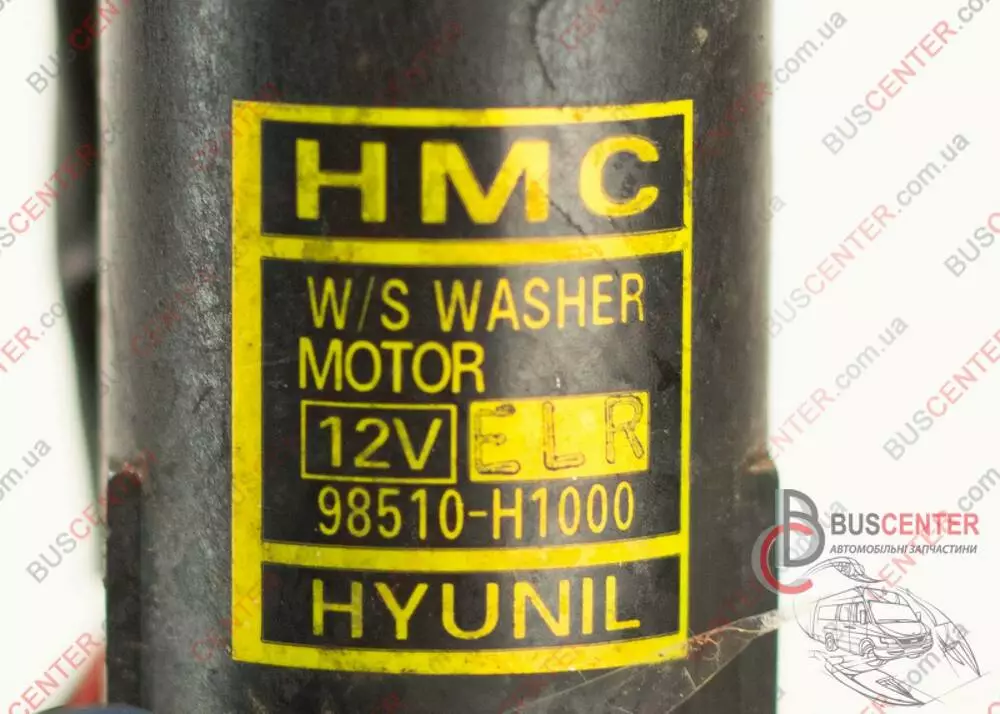 HMC
W/S WASHER
MOTOR
12V ELR
98510-H1000
HYUNIL
BUSCENTER
АВТОМОБІЛЬНІ ЗАПЧАСТИНИ
BUSCENTER.com.ua